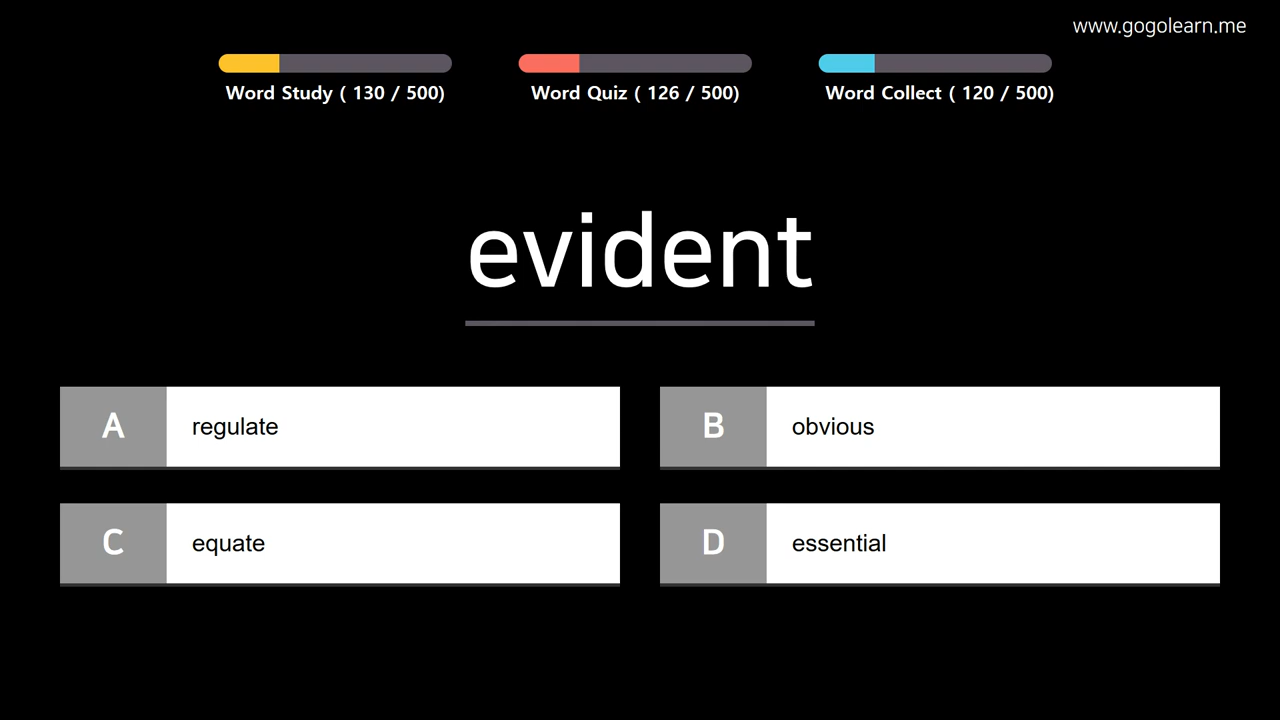 www.gogolearn.me
Word Study ( 130 / 500)
Word Quiz ( 126 / 500)
Word Collect ( 120 / 500)
evident
A
regulate
B
obvious
C
equate
D
essential